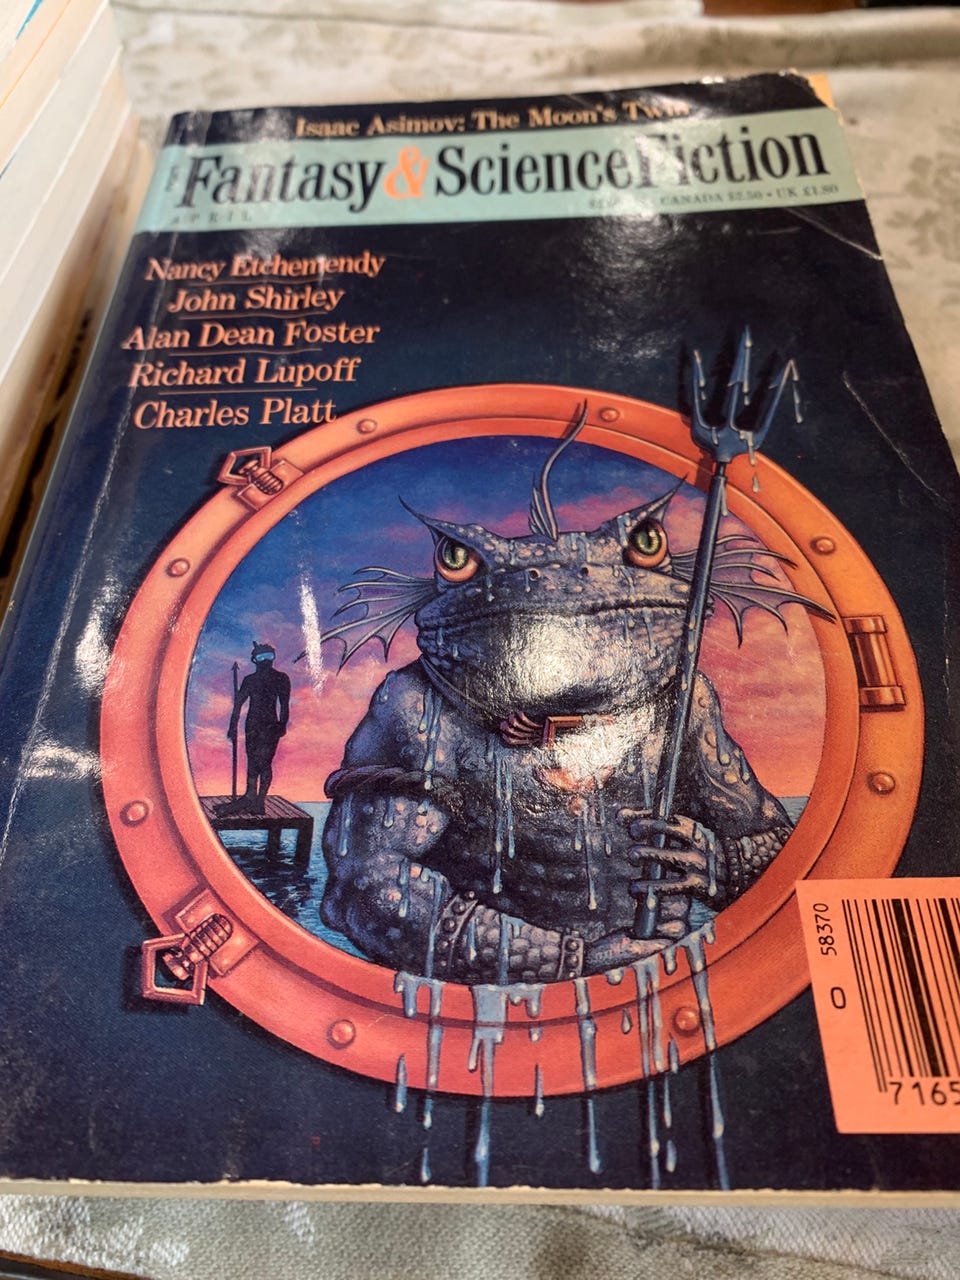 Isaac Asimov: The Moon's Twin
Fantasy & Science Fiction
APRIL
CANADA $2.50 • UK £1.80
Nancy Etchemendy
John Shirley
Alan Dean Foster
Richard Lupoff
Charles Platt
58370
0
7165